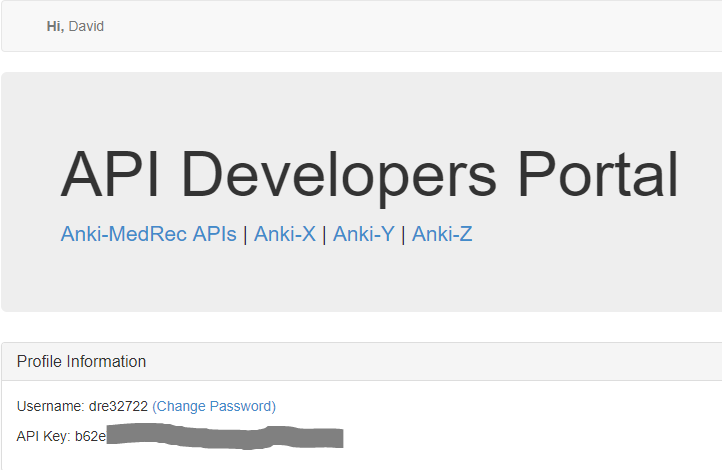 Hi, David
API Developers Portal
Anki-MedRec APIs | Anki-X | Anki-Y | Anki-Z
Profile Information
Username: dre32722 (Change Password)
API Key: b62e